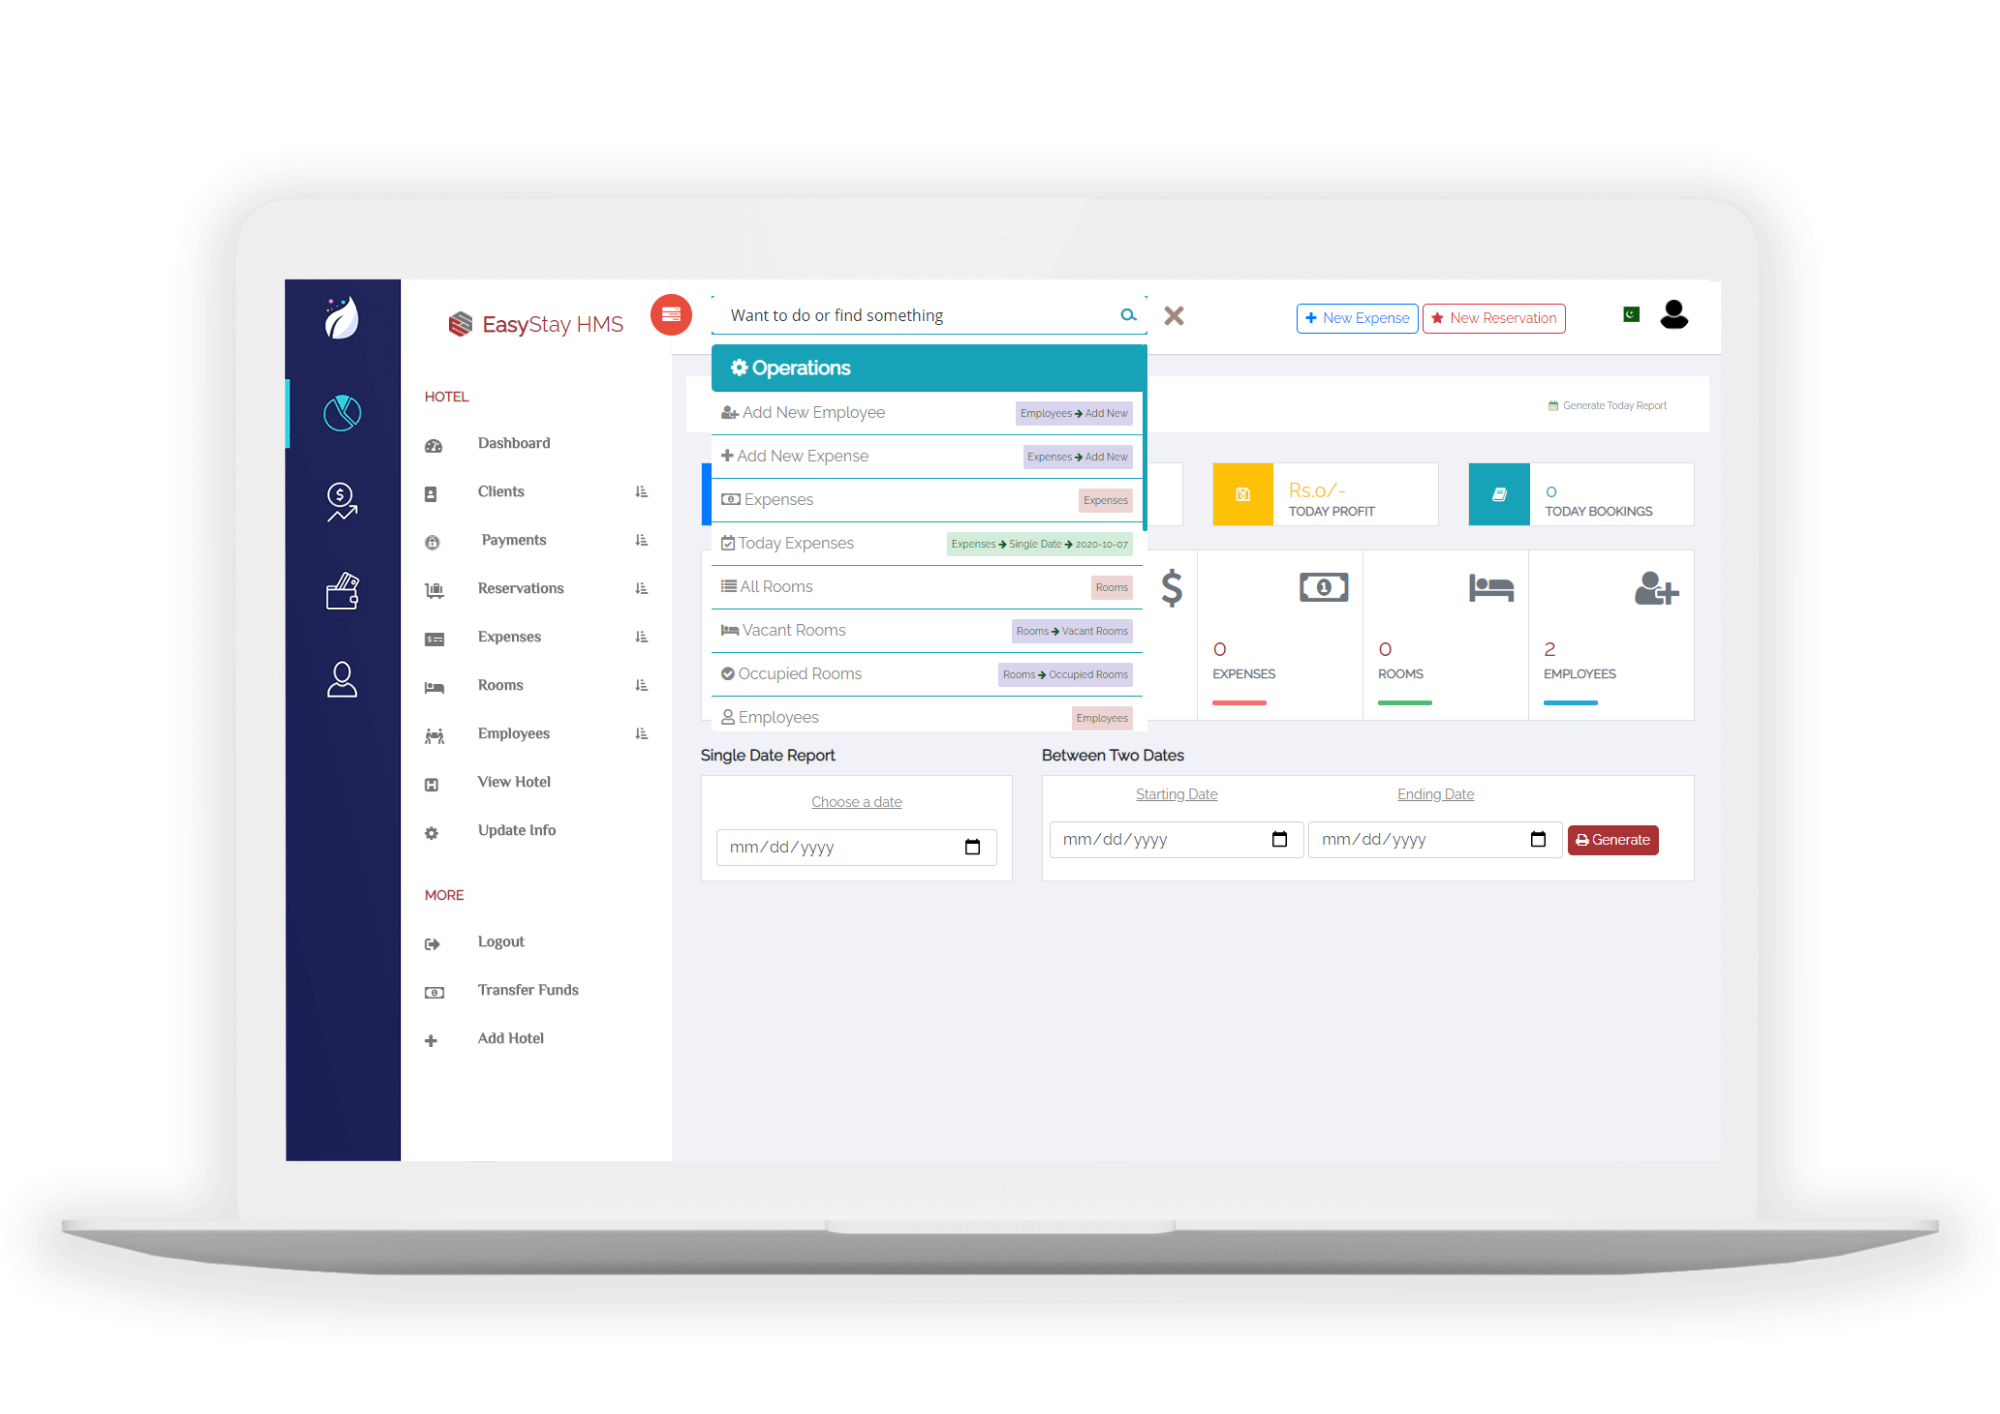 EasyStay HMS
Want to do or find something
New Expense
New Reservation
HOTEL
Dashboard
Clients
Payments
Reservations
Expenses
Rooms
Employees
View Hotel
Update Info
MORE
Logout
Transfer Funds
Add Hotel
Operations
Add New Employee Employees → Add New
Add New Expense Expenses → Add New
Expenses Expenses
Today Expenses Expenses → Single Date → 2020-10-07
All Rooms Rooms
Vacant Rooms Rooms → Vacant Rooms
Occupied Rooms Rooms → Occupied Rooms
Employees Employees
Generate Today Report
Rs.0/-
TODAY PROFIT
0
TODAY BOOKINGS
$
1
0
EXPENSES
0
ROOMS
2
EMPLOYEES
Single Date Report
Choose a date
mm/dd/yyyy
Between Two Dates
Starting Date Ending Date
mm/dd/yyyy mm/dd/yyyy Generate